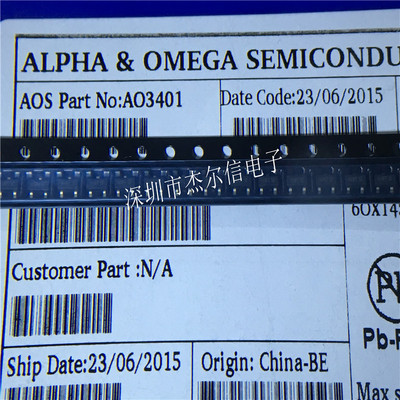 ALPHA & OMEGA SEMICONDU
AOS Part No:AO3401
Date Code:23/06/2015
深圳市杰尔信电子
60X14
Customer Part :N/A
Pb-F
Ship Date:23/06/2015
Origin: China-BE
Max s